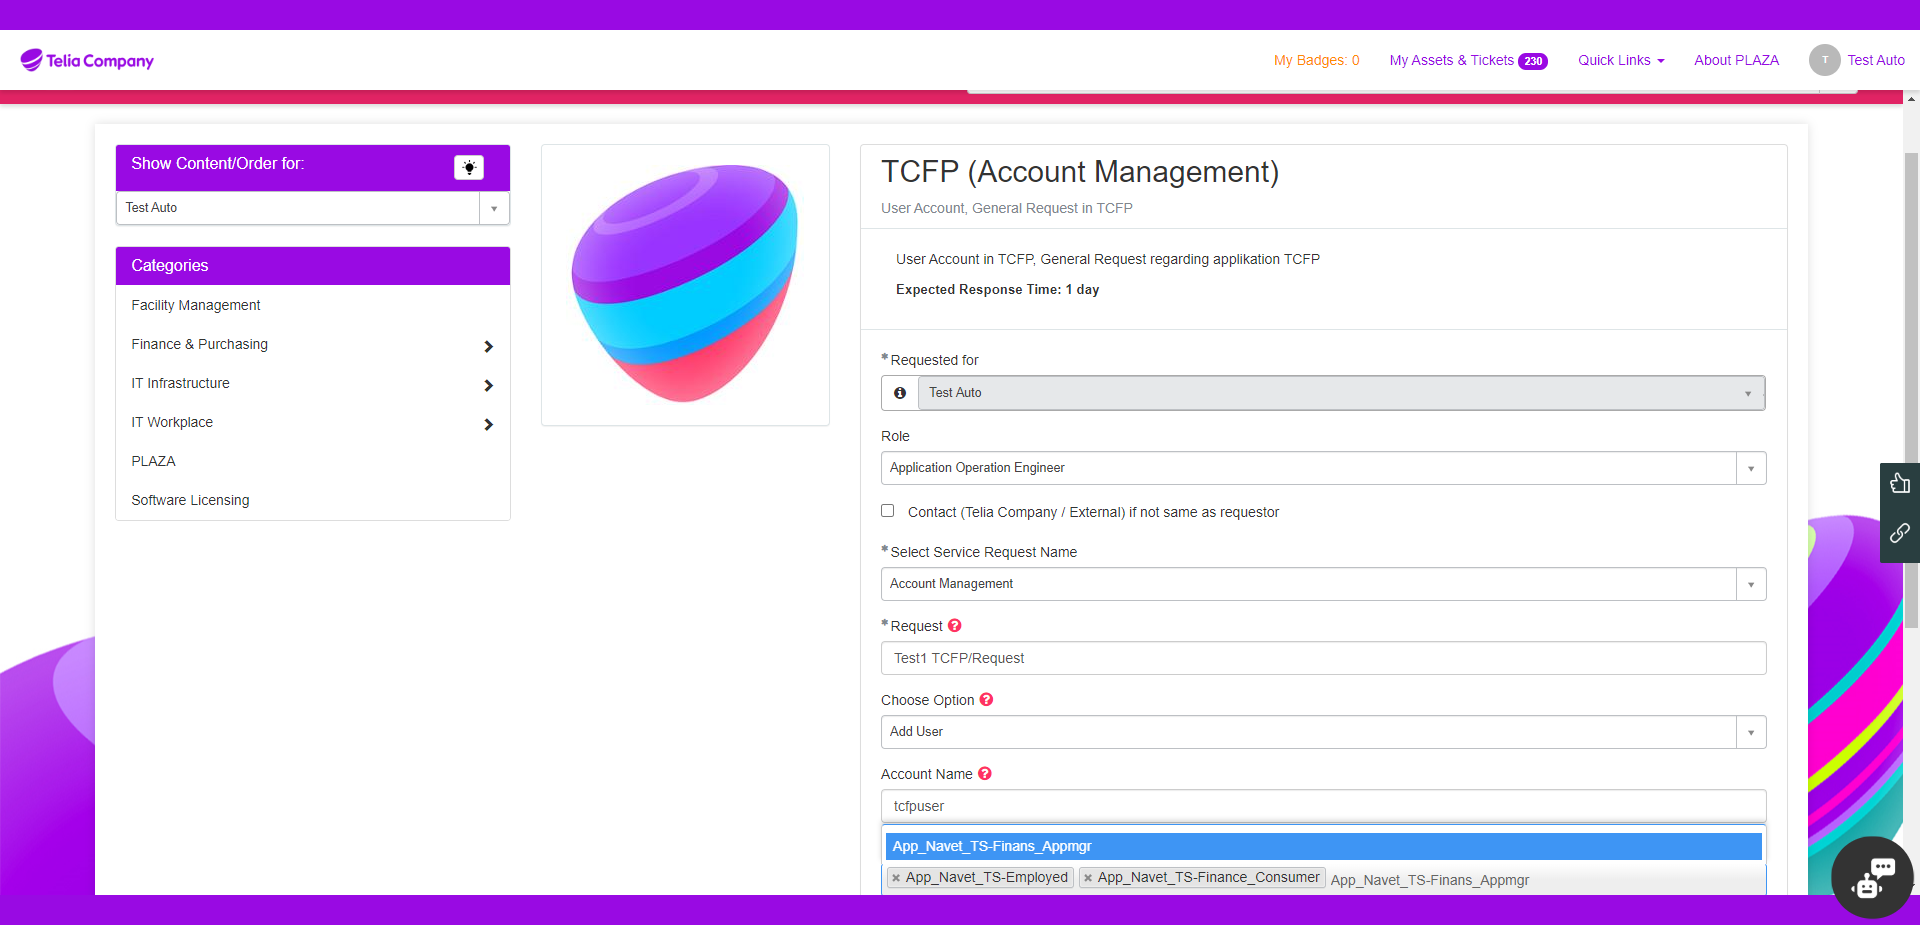 Telia Company
My Badges: 0
My Assets & Tickets 230
Quick Links
About PLAZA
T
Test Auto
Show Content/Order for:
Test Auto
Categories
Facility Management
Finance & Purchasing
IT Infrastructure
IT Workplace
PLAZA
Software Licensing
TCFP (Account Management)
User Account, General Request in TCFP
User Account in TCFP, General Request regarding applikation TCFP
Expected Response Time: 1 day
*Requested for
Test Auto
Role
Application Operation Engineer
Contact (Telia Company / External) if not same as requestor
*Select Service Request Name
Account Management
*Request ?
Test1 TCFP/Request
Choose Option ?
Add User
Account Name ?
tcfpuser
App_Navet_TS-Finans_Appmgr
× App_Navet_TS-Employed × App_Navet_TS-Finance_Consumer App_Navet_TS-Finans_Appmgr